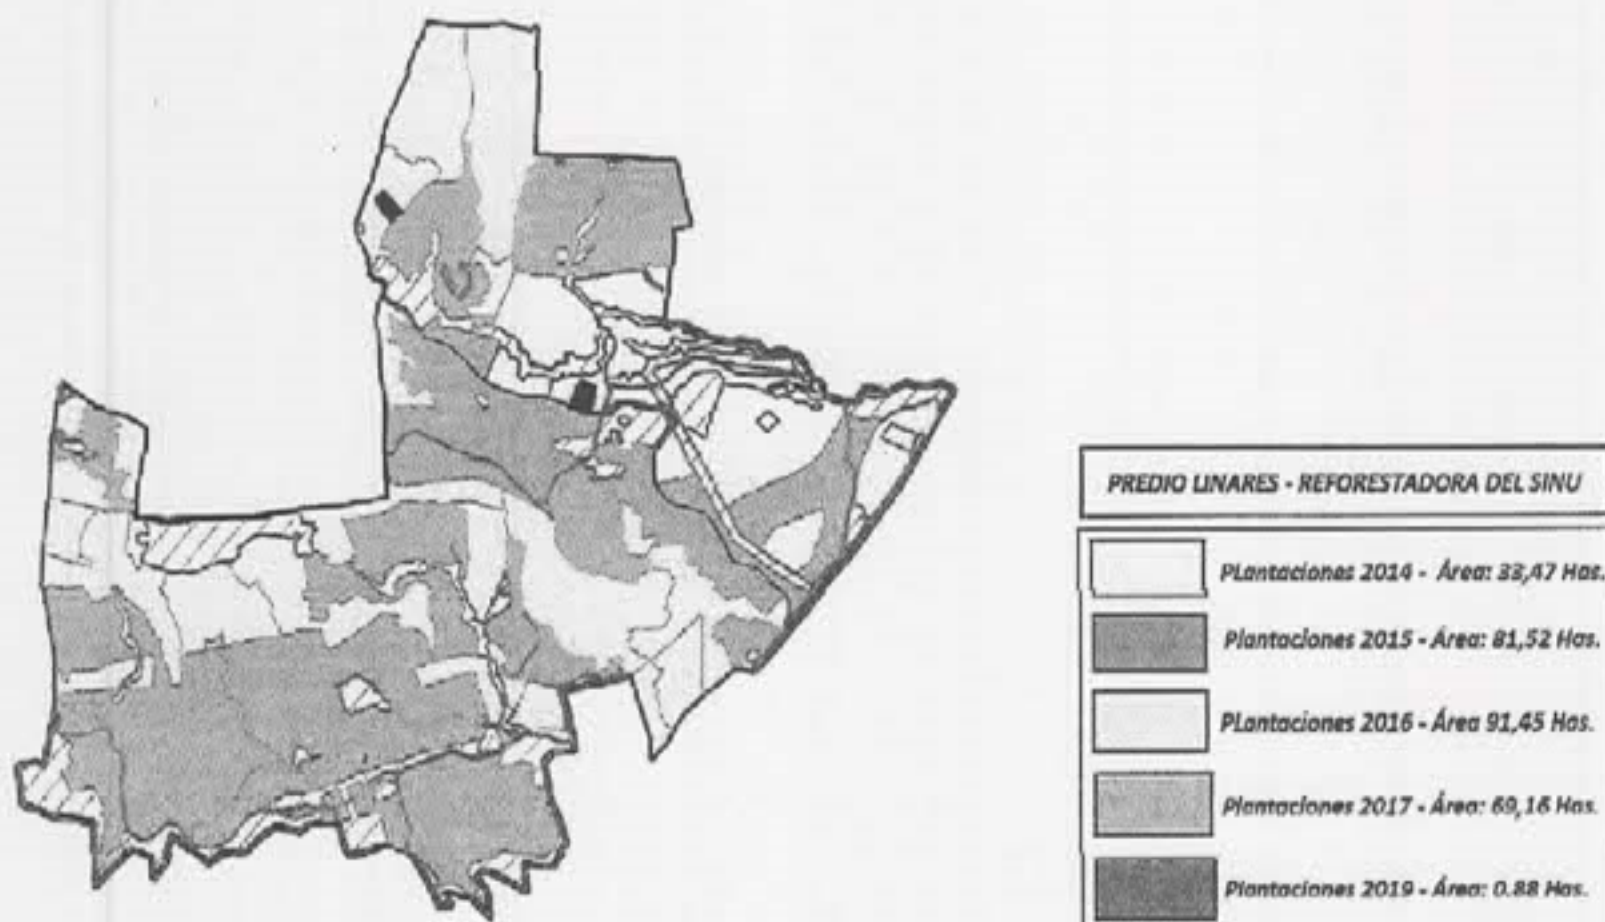 PREDIO LINARES - REFORESTADORA DEL SINU
PLantaciones 2014 - Área: 33,47 Has.
Plantaciones 2015 - Área: 81,52 Has.
PLantaciones 2016 - Área 91,45 Has.
Plantaciones 2017 - Área: 69,16 Has.
Plantaciones 2019 - Área: 0.88 Has.